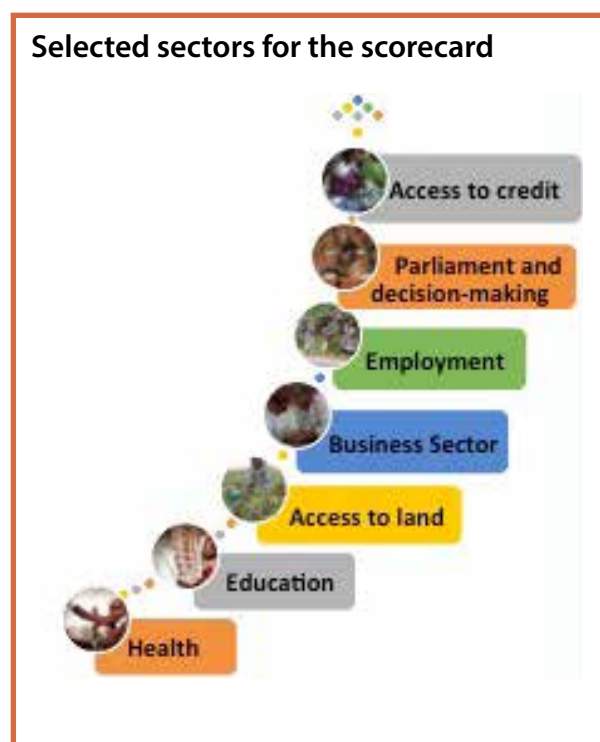 Selected sectors for the scorecard
Access to credit
Parliament and
decision-making
Employment
Business Sector
Access to land
Education
Health